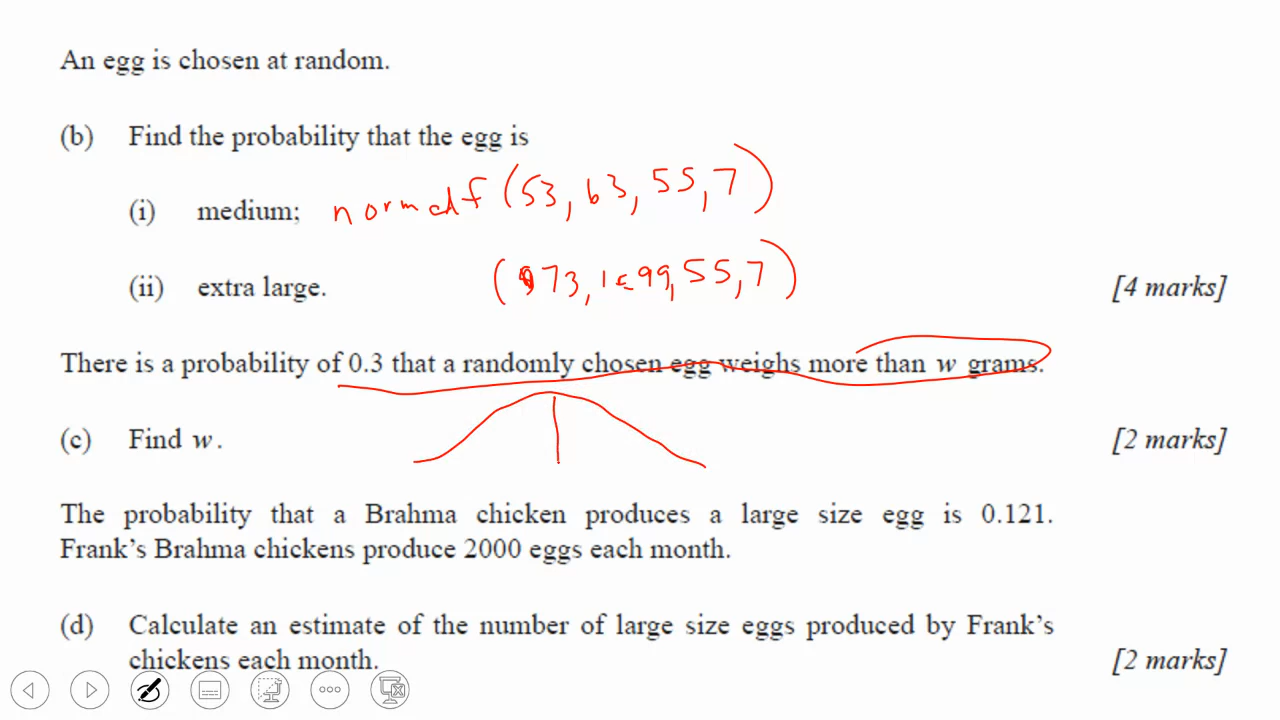 An egg is chosen at random.
(b) Find the probability that the egg is
(i) medium; normcdf (53, 63, 55, 7)
(ii) extra large. (73, 1E99, 55, 7) [4 marks]
There is a probability of 0.3 that a randomly chosen egg weighs more than w grams.
(c) Find w. [2 marks]
The probability that a Brahma chicken produces a large size egg is 0.121.
Frank's Brahma chickens produce 2000 eggs each month.
(d) Calculate an estimate of the number of large size eggs produced by Frank's
chickens each month. [2 marks]